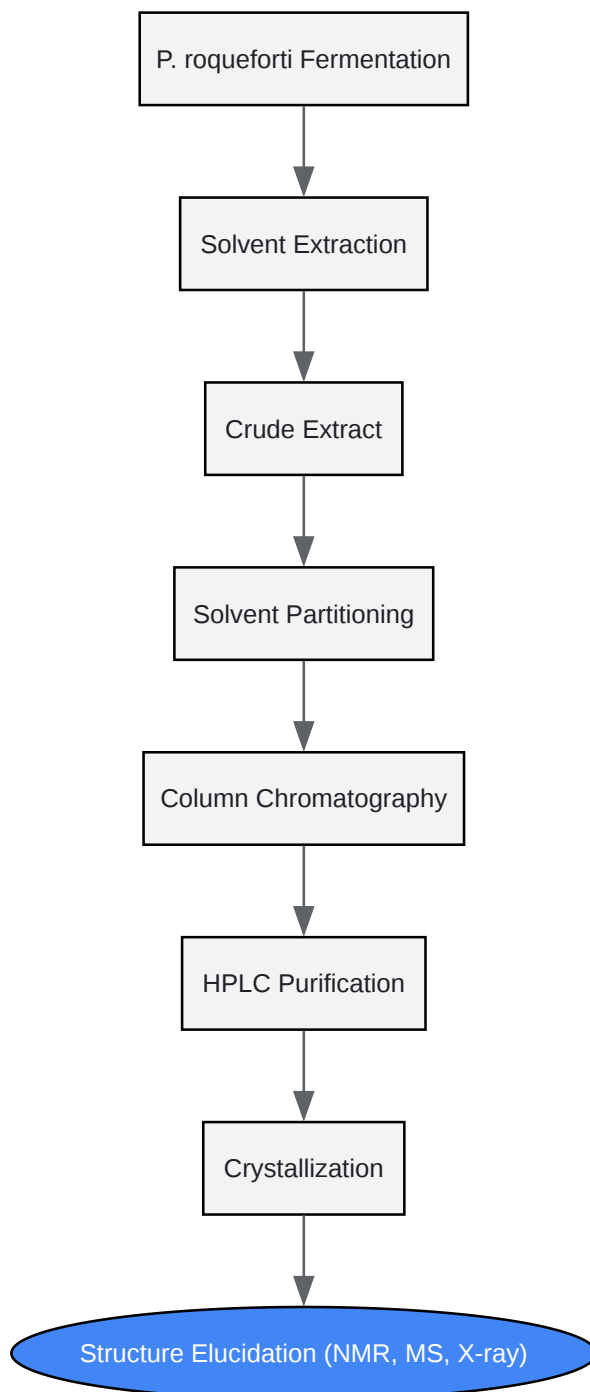 P. roqueforti Fermentation
Solvent Extraction
Crude Extract
Solvent Partitioning
Column Chromatography
HPLC Purification
Crystallization
Structure Elucidation (NMR, MS, X-ray)